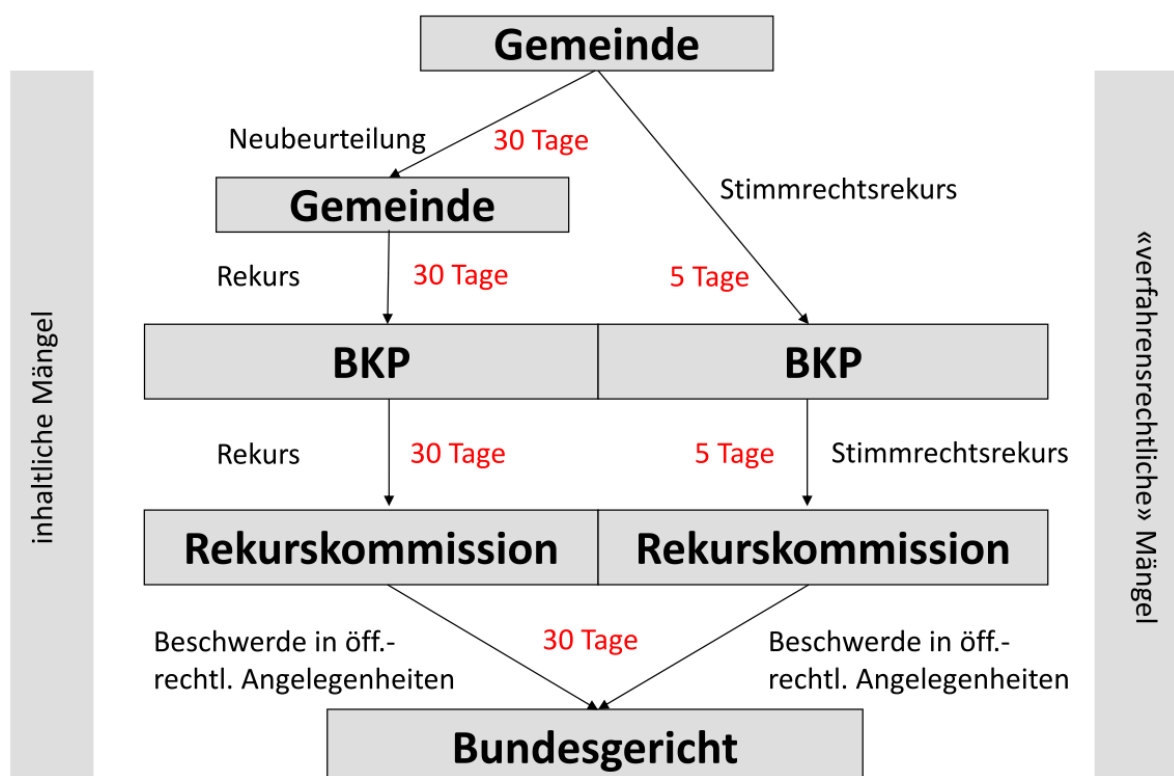 Gemeinde
Neubeurteilung
30 Tage
Gemeinde
Stimmrechtsrekurs
Rekurs
30 Tage
5 Tage
BKP
BKP
Rekurs
30 Tage
5 Tage
Stimmrechtsrekurs
Rekurskommission
Rekurskommission
Beschwerde in öff.-
rechtl. Angelegenheiten
30 Tage
Beschwerde in öff.-
rechtl. Angelegenheiten
Bundesgericht
inhaltliche Mängel
«verfahrensrechtliche» Mängel